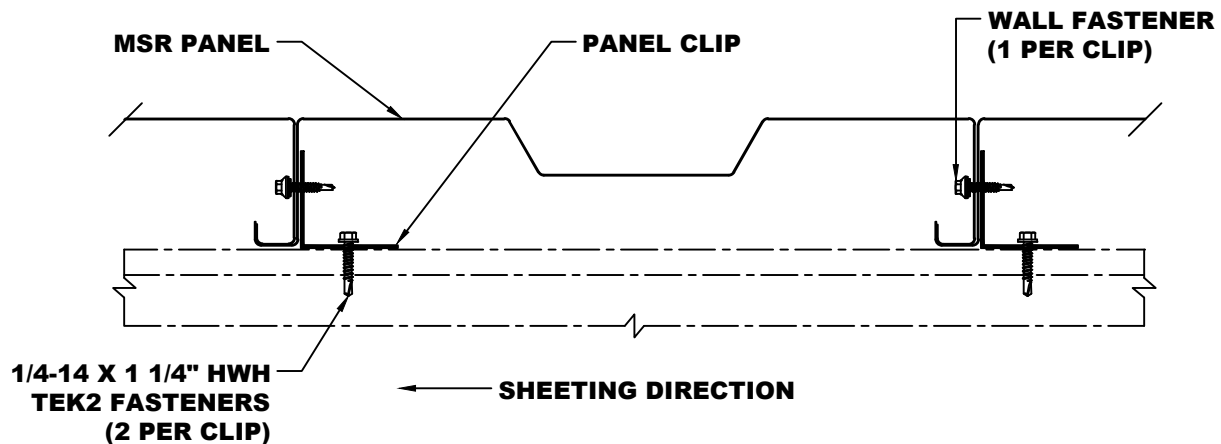 MSR PANEL
PANEL CLIP
WALL FASTENER
(1 PER CLIP)
1/4-14 X 1 1/4" HWH
TEK2 FASTENERS
(2 PER CLIP)
SHEETING DIRECTION